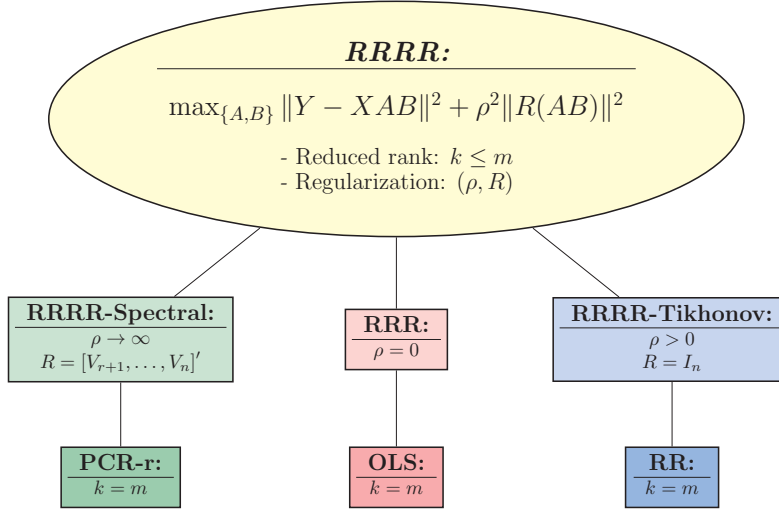 RRRR:
max_{A,B} ‖Y − XAB‖² + ρ²‖R(AB)‖²
- Reduced rank: k ≤ m
- Regularization: (ρ, R)
RRRR-Spectral:
ρ → ∞
R = [V_{r+1}, . . . , V_n]′
RRR:
ρ = 0
RRRR-Tikhonov:
ρ > 0
R = I_n
PCR-r:
k = m
OLS:
k = m
RR:
k = m